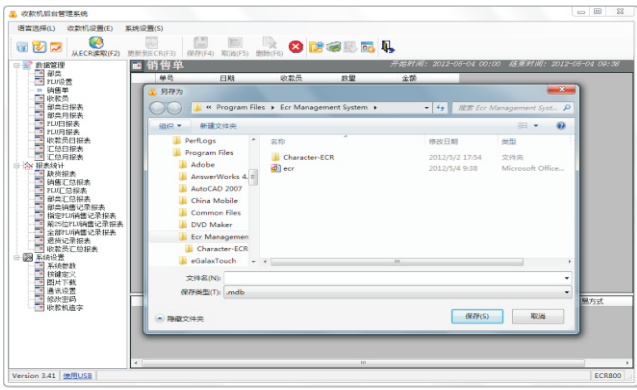 收款机后台管理系统
语言选择(L) 收款机设置(E) 系统设置(S)
从ECR读取(F2) 更新到ECR(F3) 保存(F4) 取消(F5) 删除(F6)
数据管理
部类
PLU设置
销售单
收款员
部类日报表
部类月报表
PLU日报表
PLU月报表
收款员日报表
汇总日报表
汇总月报表
报表统计
缺货报表
销售汇总报表
PLU汇总报表
部类汇总报表
部类销售记录报表
指定PLU销售记录报表
前25位PLU销售记录报表
全部PLU销售记录报表
退货记录报表
收款员汇总报表
系统设置
系统参数
按键定义
图片下载
通讯设置
修改密码
收款机造字
销售单 开始时间: 2012-05-04 00:00 结束时间: 2012-05-04 09:38
单号 日期 收款员 数量 金额
另存为
« Program Files ▸ Ecr Management System ▸
搜索 Ecr Management Syst...
组织 新建文件夹
PerfLogs
Program Files
Adobe
AnswerWorks 4.
AutoCAD 2007
China Mobile
Common Files
DVD Maker
Ecr Managemen
Character-ECR
eGalaxTouch
名称 修改日期 类型
Character-ECR 2012/5/2 17:54 文件夹
ecr 2012/5/4 9:38 Microsoft Office...
文件名(N):
保存类型(T): .mdb
隐藏文件夹 保存(S) 取消
方式
Version 3.41 使用USB ECR800